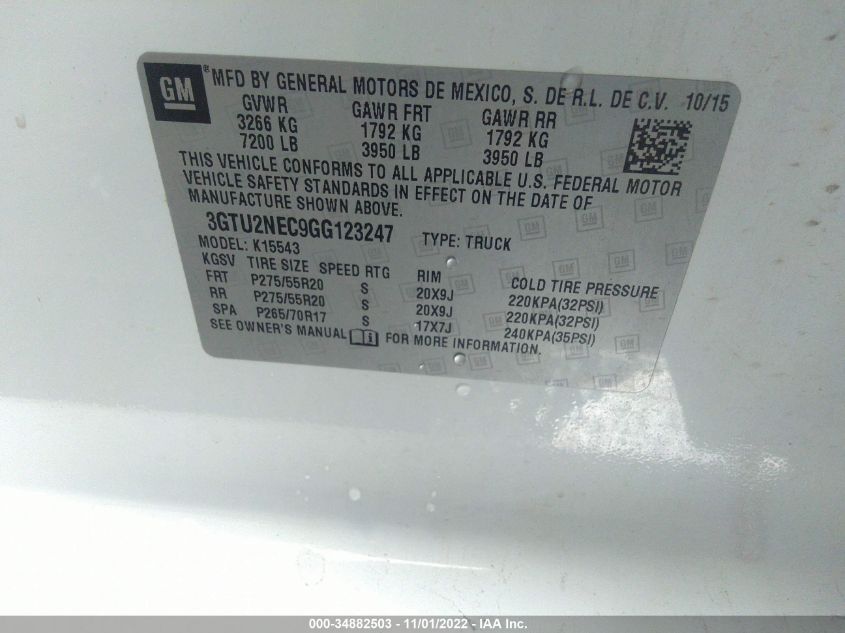 GM ® MFD BY GENERAL MOTORS DE MEXICO, S. DE R.L. DE C.V. 10/15
GVWR GAWR FRT GAWR RR
3266 KG 1792 KG 1792 KG
7200 LB 3950 LB 3950 LB
THIS VEHICLE CONFORMS TO ALL APPLICABLE U.S. FEDERAL MOTOR
VEHICLE SAFETY STANDARDS IN EFFECT ON THE DATE OF
MANUFACTURE SHOWN ABOVE.
3GTU2NEC9GG123247 TYPE: TRUCK
MODEL: K15543
KGSV TIRE SIZE SPEED RTG RIM COLD TIRE PRESSURE
FRT P275/55R20 S 20X9J 220KPA(32PSI)
RR P275/55R20 S 20X9J 220KPA(32PSI)
SPA P265/70R17 S 17X7J 240KPA(35PSI)
SEE OWNER'S MANUAL i FOR MORE INFORMATION.
000-34882503 - 11/01/2022 - IAA Inc.